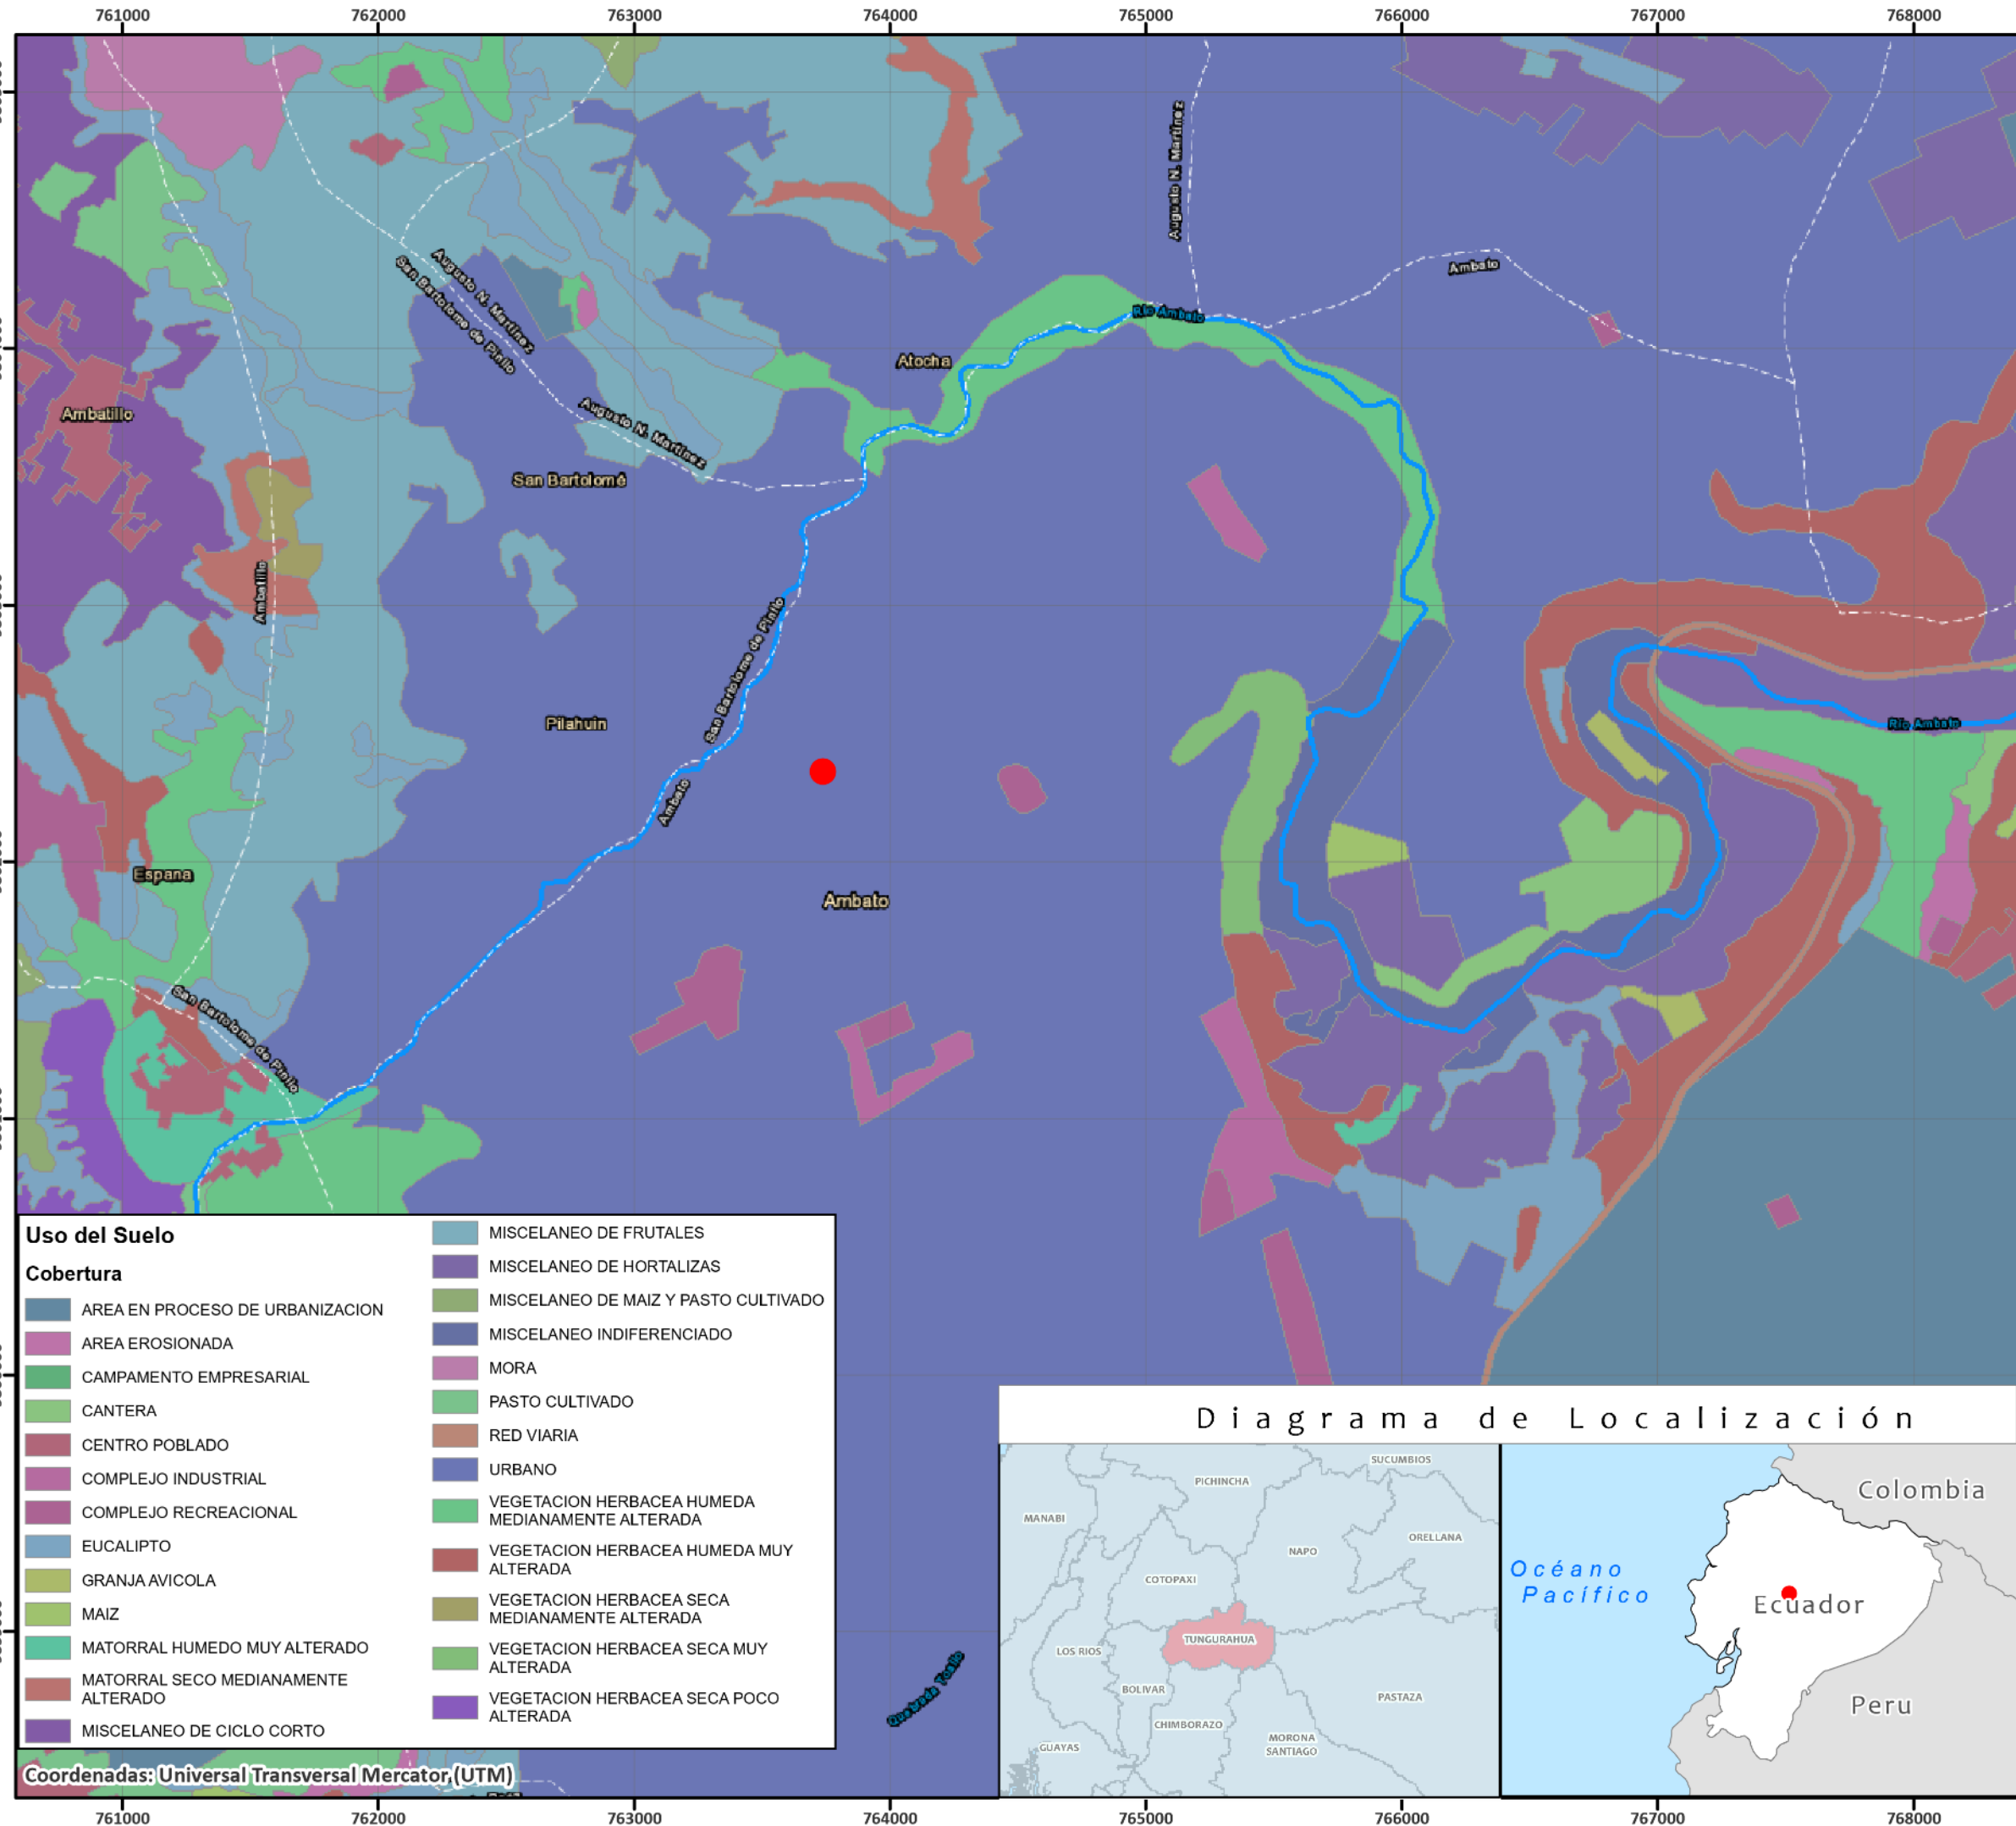 761000 762000 763000 764000 765000 766000 767000 768000
Augusto N. Martinez
Augusto N. Martinez
San Bartolome de Pinllo
Ambato
Rio Ambato
Atocha
Ambatillo
Augusto N. Martinez
San Bartolomé
Ambatillo
San Bartolome de Pinllo
Pilahuin
Rio Ambato
Ambato
Espana
Ambato
San Bartolome de Pinllo
Uso del Suelo
Cobertura
AREA EN PROCESO DE URBANIZACION
AREA EROSIONADA
CAMPAMENTO EMPRESARIAL
CANTERA
CENTRO POBLADO
COMPLEJO INDUSTRIAL
COMPLEJO RECREACIONAL
EUCALIPTO
GRANJA AVICOLA
MAIZ
MATORRAL HUMEDO MUY ALTERADO
MATORRAL SECO MEDIANAMENTE
ALTERADO
MISCELANEO DE CICLO CORTO
MISCELANEO DE FRUTALES
MISCELANEO DE HORTALIZAS
MISCELANEO DE MAIZ Y PASTO CULTIVADO
MISCELANEO INDIFERENCIADO
MORA
PASTO CULTIVADO
RED VIARIA
URBANO
VEGETACION HERBACEA HUMEDA
MEDIANAMENTE ALTERADA
VEGETACION HERBACEA HUMEDA MUY
ALTERADA
VEGETACION HERBACEA SECA
MEDIANAMENTE ALTERADA
VEGETACION HERBACEA SECA MUY
ALTERADA
VEGETACION HERBACEA SECA POCO
ALTERADA
Coordenadas: Universal Transversal Mercator (UTM)
Quebrada
Diagrama de Localización
SUCUMBIOS
PICHINCHA
MANABI
ORELLANA
NAPO
COTOPAXI
TUNGURAHUA
LOS RIOS
BOLIVAR
PASTAZA
CHIMBORAZO
MORONA
SANTIAGO
GUAYAS
Colombia
Océano
Pacífico
Ecuador
Peru
761000 762000 763000 764000 765000 766000 767000 768000